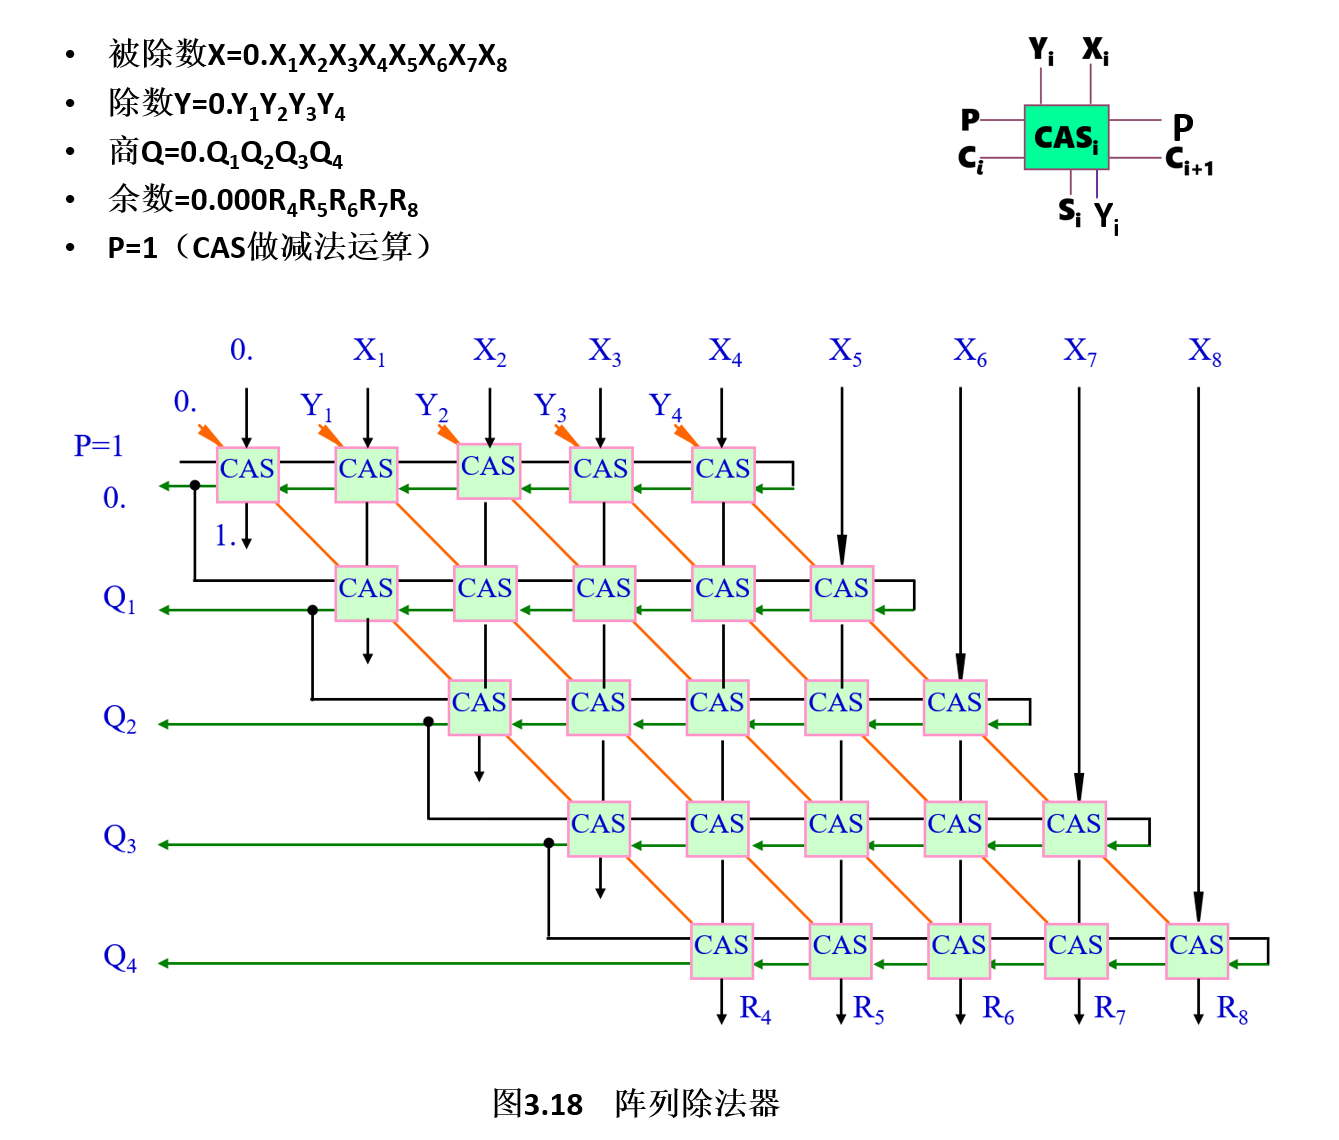 • 被除数X=0.X₁X₂X₃X₄X₅X₆X₇X₈
• 除数Y=0.Y₁Y₂Y₃Y₄
• 商Q=0.Q₁Q₂Q₃Q₄
• 余数=0.000R₄R₅R₆R₇R₈
• P=1（CAS做减法运算）
Yᵢ Xᵢ
P CASᵢ P
Cᵢ Cᵢ₊₁
Sᵢ Yᵢ
0. X₁ X₂ X₃ X₄ X₅ X₆ X₇ X₈
0. Y₁ Y₂ Y₃ Y₄
P=1
CAS CAS CAS CAS CAS
0.
1.
CAS CAS CAS CAS CAS
Q₁
CAS CAS CAS CAS CAS
Q₂
CAS CAS CAS CAS CAS
Q₃
CAS CAS CAS CAS CAS
Q₄
R₄ R₅ R₆ R₇ R₈
图3.18 阵列除法器